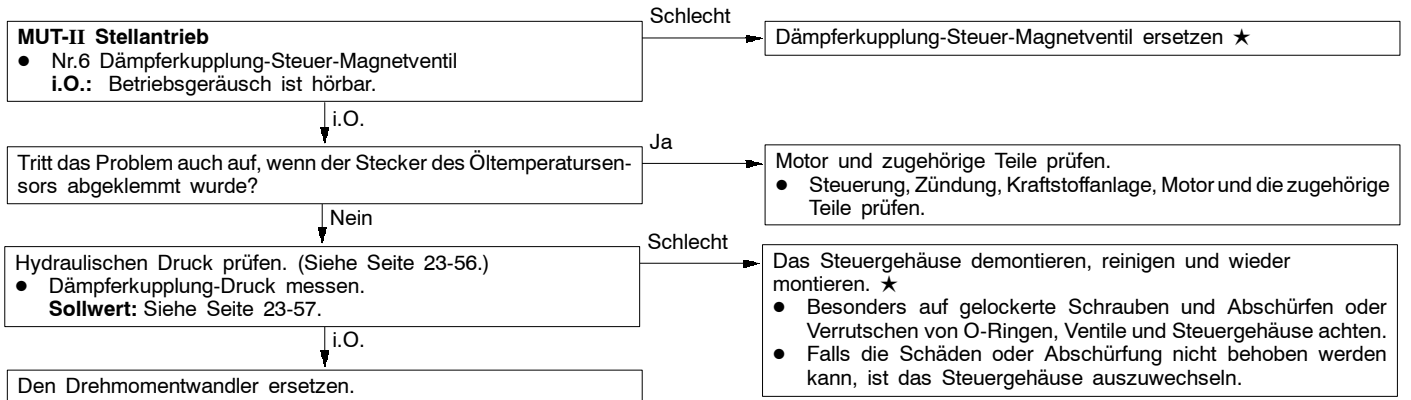 Schlecht
MUT-II Stellantrieb
● Nr.6 Dämpferkupplung-Steuer-Magnetventil
i.O.: Betriebsgeräusch ist hörbar.
Dämpferkupplung-Steuer-Magnetventil ersetzen ★
i.O.
Ja
Tritt das Problem auch auf, wenn der Stecker des Öltemperatursen-
sors abgeklemmt wurde?
Motor und zugehörige Teile prüfen.
● Steuerung, Zündung, Kraftstoffanlage, Motor und die zugehörige
Teile prüfen.
Nein
Schlecht
Hydraulischen Druck prüfen. (Siehe Seite 23-56.)
● Dämpferkupplung-Druck messen.
Sollwert: Siehe Seite 23-57.
Das Steuergehäuse demontieren, reinigen und wieder
montieren. ★
● Besonders auf gelockerte Schrauben und Abschürfen oder
Verrutschen von O-Ringen, Ventile und Steuergehäuse achten.
● Falls die Schäden oder Abschürfung nicht behoben werden
kann, ist das Steuergehäuse auszuwechseln.
i.O.
Den Drehmomentwandler ersetzen.